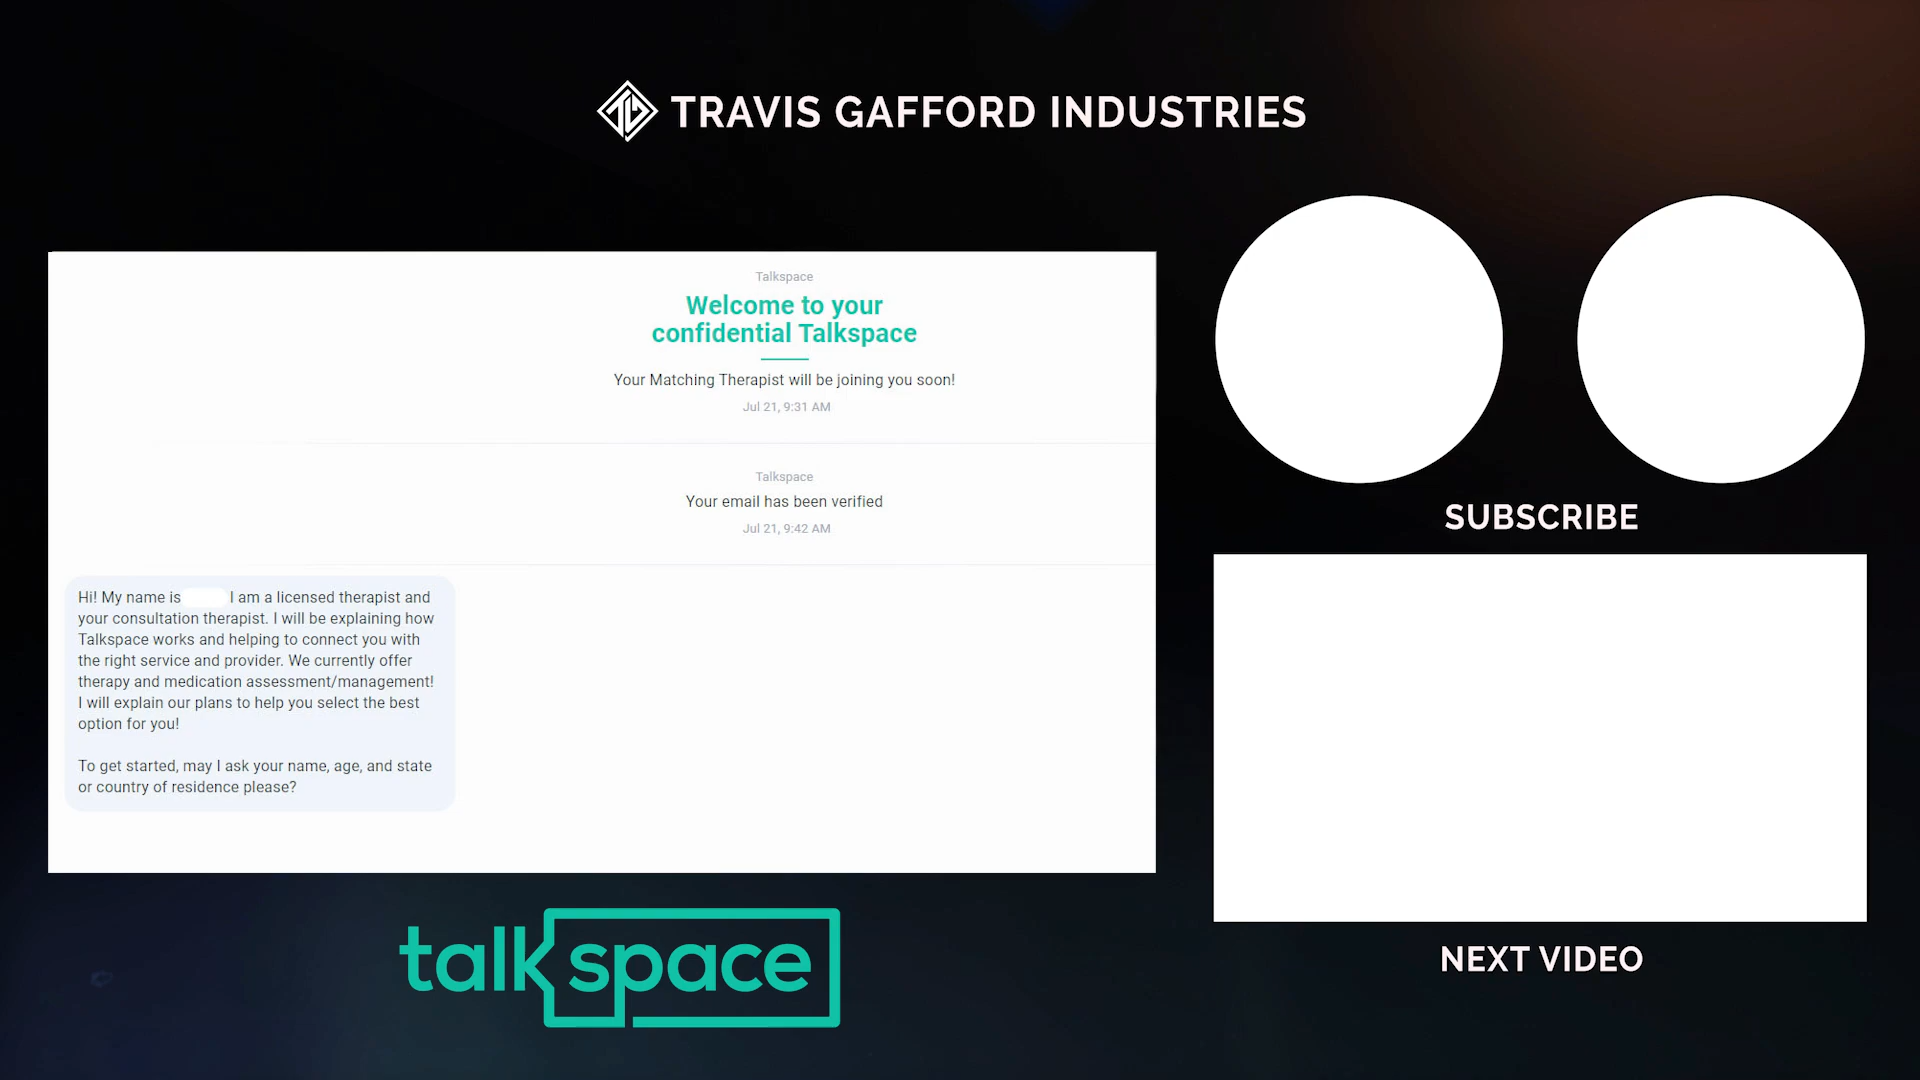 TRAVIS GAFFORD INDUSTRIES
Talkspace
Welcome to your
confidential Talkspace
Your Matching Therapist will be joining you soon!
Jul 21, 9:31 AM
Talkspace
Your email has been verified
Jul 21, 9:42 AM
Hi! My name is I am a licensed therapist and
your consultation therapist. I will be explaining how
Talkspace works and helping to connect you with
the right service and provider. We currently offer
therapy and medication assessment/management!
I will explain our plans to help you select the best
option for you!
To get started, may I ask your name, age, and state
or country of residence please?
talkspace
SUBSCRIBE
NEXT VIDEO